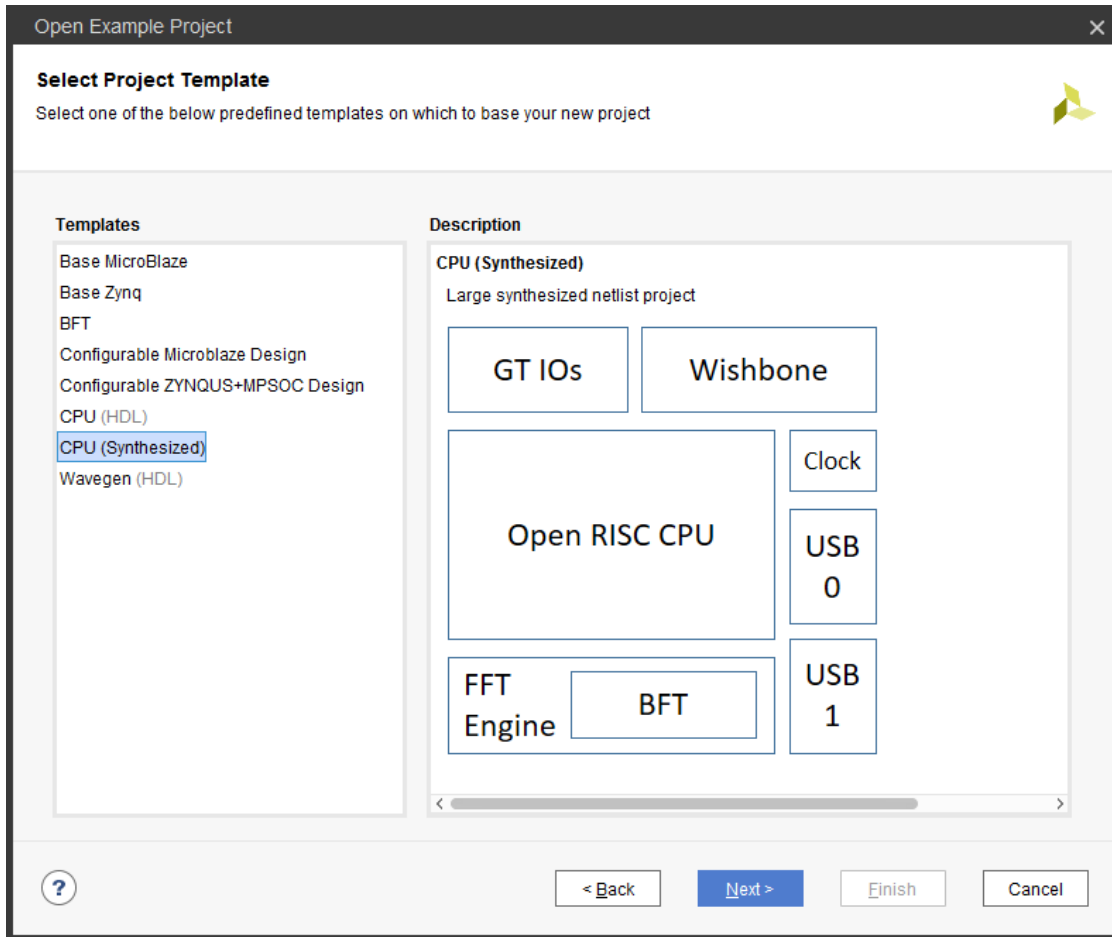 Open Example Project
Select Project Template
Select one of the below predefined templates on which to base your new project
Templates
Base MicroBlaze
Base Zynq
BFT
Configurable Microblaze Design
Configurable ZYNQUS+MPSOC Design
CPU (HDL)
CPU (Synthesized)
Wavegen (HDL)
Description
CPU (Synthesized)
Large synthesized netlist project
GT IOs
Wishbone
Open RISC CPU
Clock
USB
0
FFT
Engine
BFT
USB
1
?
< Back
Next >
Finish
Cancel